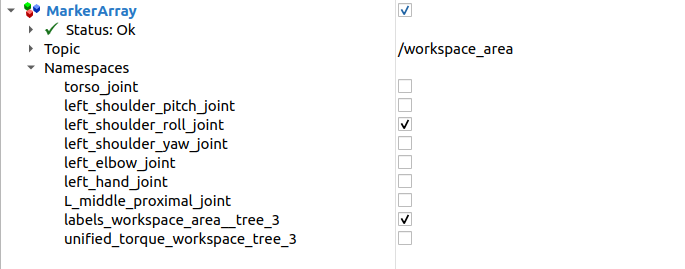 MarkerArray
Status: Ok
Topic /workspace_area
Namespaces
torso_joint
left_shoulder_pitch_joint
left_shoulder_roll_joint
left_shoulder_yaw_joint
left_elbow_joint
left_hand_joint
L_middle_proximal_joint
labels_workspace_area__tree_3
unified_torque_workspace_tree_3